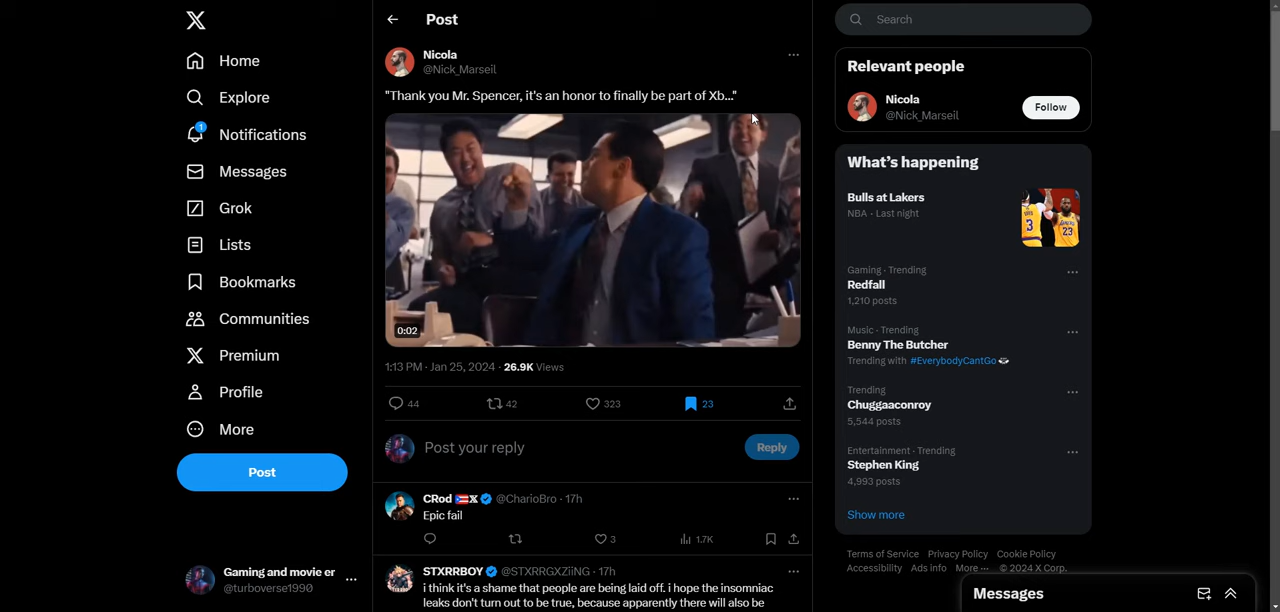 Home
Explore
1
Notifications
Messages
Grok
Lists
Bookmarks
Communities
Premium
Profile
More
Post
Gaming and movie er
@turboverse1990
Post
Nicola
@Nick_Marseil
"Thank you Mr. Spencer, it's an honor to finally be part of Xb..."
0:02
1:13 PM · Jan 25, 2024 · 26.9K Views
44
42
323
23
Post your reply
Reply
CRod @CharioBro · 17h
Epic fail
3
1.7K
STXRRBOY @STXRRGXZiiNG · 17h
i think it's a shame that people are being laid off. i hope the insomniac
leaks don't turn out to be true, because apparently there will also be
Search
Relevant people
Nicola
@Nick_Marseil
Follow
What's happening
Bulls at Lakers
NBA · Last night
3
23
Gaming · Trending
Redfall
1,210 posts
Music · Trending
Benny The Butcher
Trending with #EverybodyCantGo
Trending
Chuggaaconroy
5,544 posts
Entertainment · Trending
Stephen King
4,993 posts
Show more
Terms of Service Privacy Policy Cookie Policy
Accessibility Ads info More ··· © 2024 X Corp.
Messages